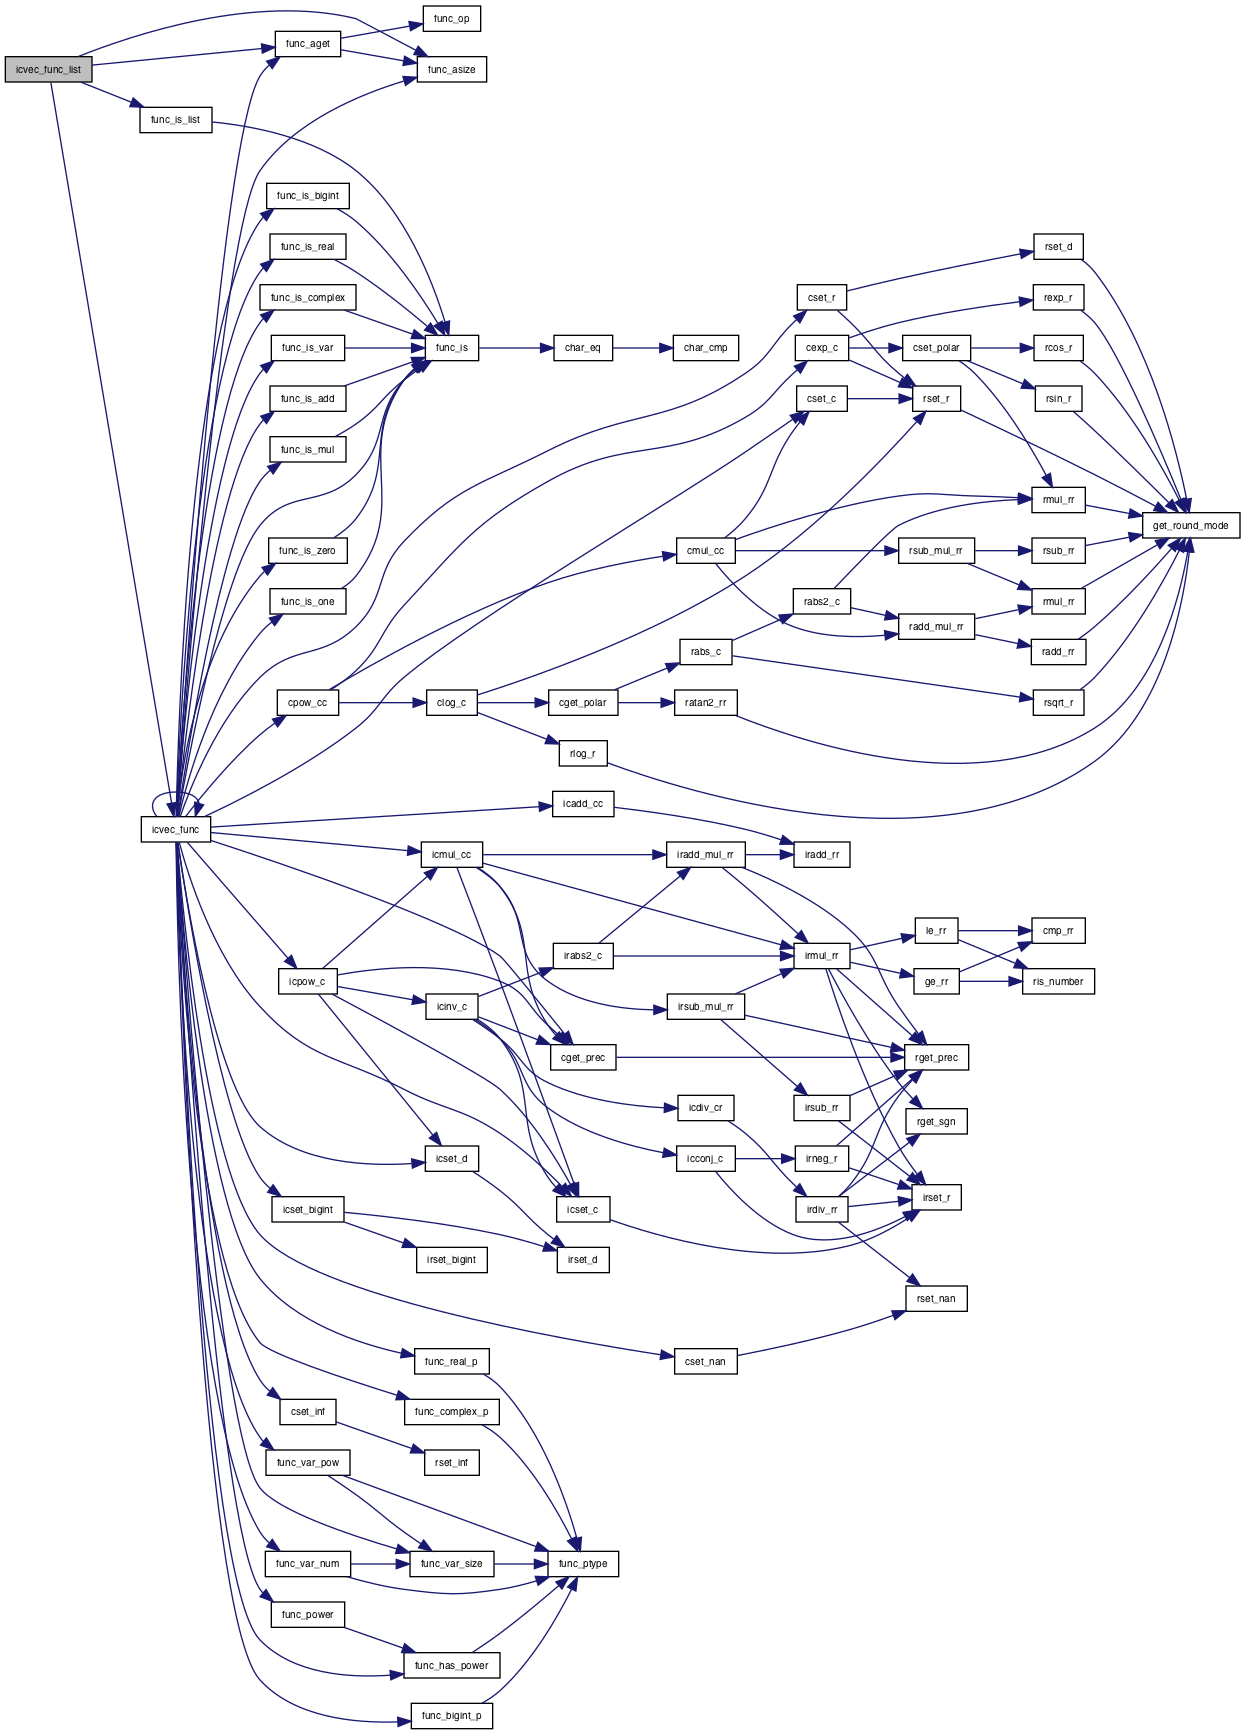 func_op
func_aget
icvec_func_list
func_asize
func_is_list
func_is_bigint
func_is_real
rset_d
func_is_complex
cset_r
rexp_r
func_is_var
func_is
char_eq
char_cmp
cexp_c
cset_polar
rcos_r
func_is_add
cset_c
rset_r
rsin_r
func_is_mul
rmul_rr
get_round_mode
func_is_zero
cmul_cc
rsub_mul_rr
rsub_rr
func_is_one
rabs2_c
rmul_rr
radd_mul_rr
rabs_c
radd_rr
cpow_cc
clog_c
cget_polar
ratan2_rr
rsqrt_r
rlog_r
icadd_cc
icvec_func
icmul_cc
iradd_mul_rr
iradd_rr
le_rr
cmp_rr
irabs2_c
irmul_rr
icpow_c
ge_rr
ris_number
icinv_c
irsub_mul_rr
cget_prec
rget_prec
icdiv_cr
irsub_rr
rget_sgn
icset_d
icconj_c
irneg_r
irset_r
icset_bigint
icset_c
irdiv_rr
irset_bigint
irset_d
rset_nan
func_real_p
cset_nan
cset_inf
func_complex_p
func_var_pow
rset_inf
func_var_num
func_var_size
func_ptype
func_power
func_has_power
func_bigint_p